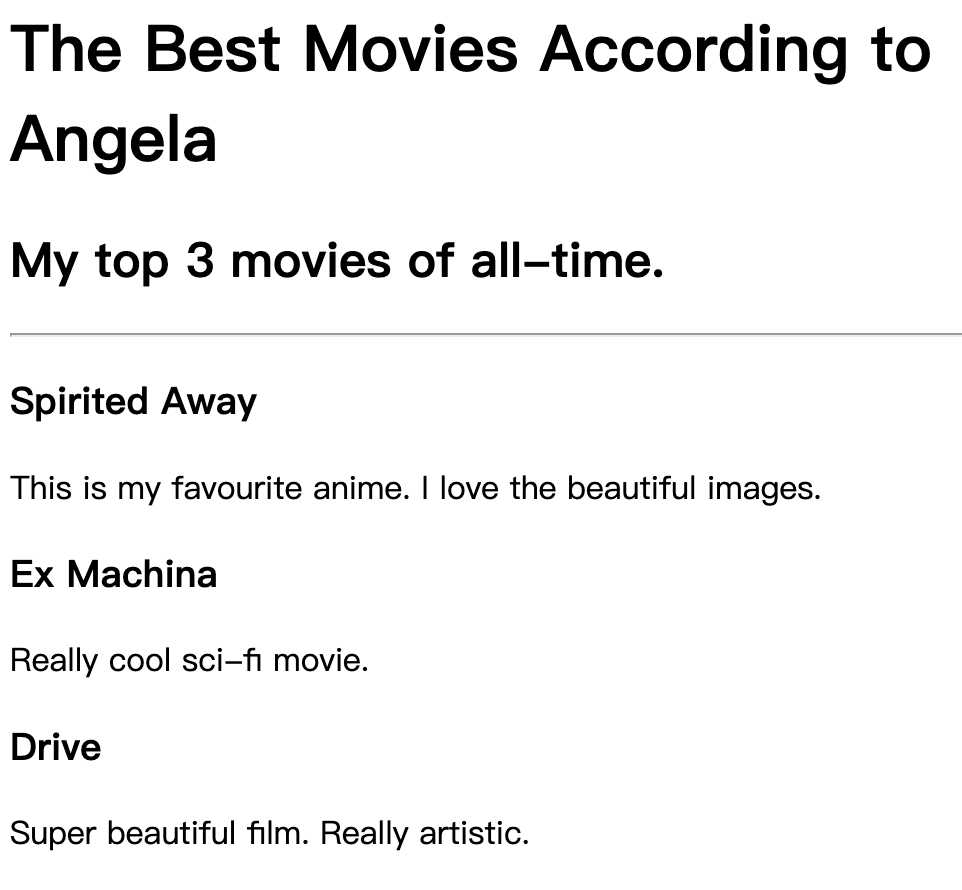 The Best Movies According to
Angela
My top 3 movies of all-time.
Spirited Away
This is my favourite anime. I love the beautiful images.
Ex Machina
Really cool sci-fi movie.
Drive
Super beautiful film. Really artistic.